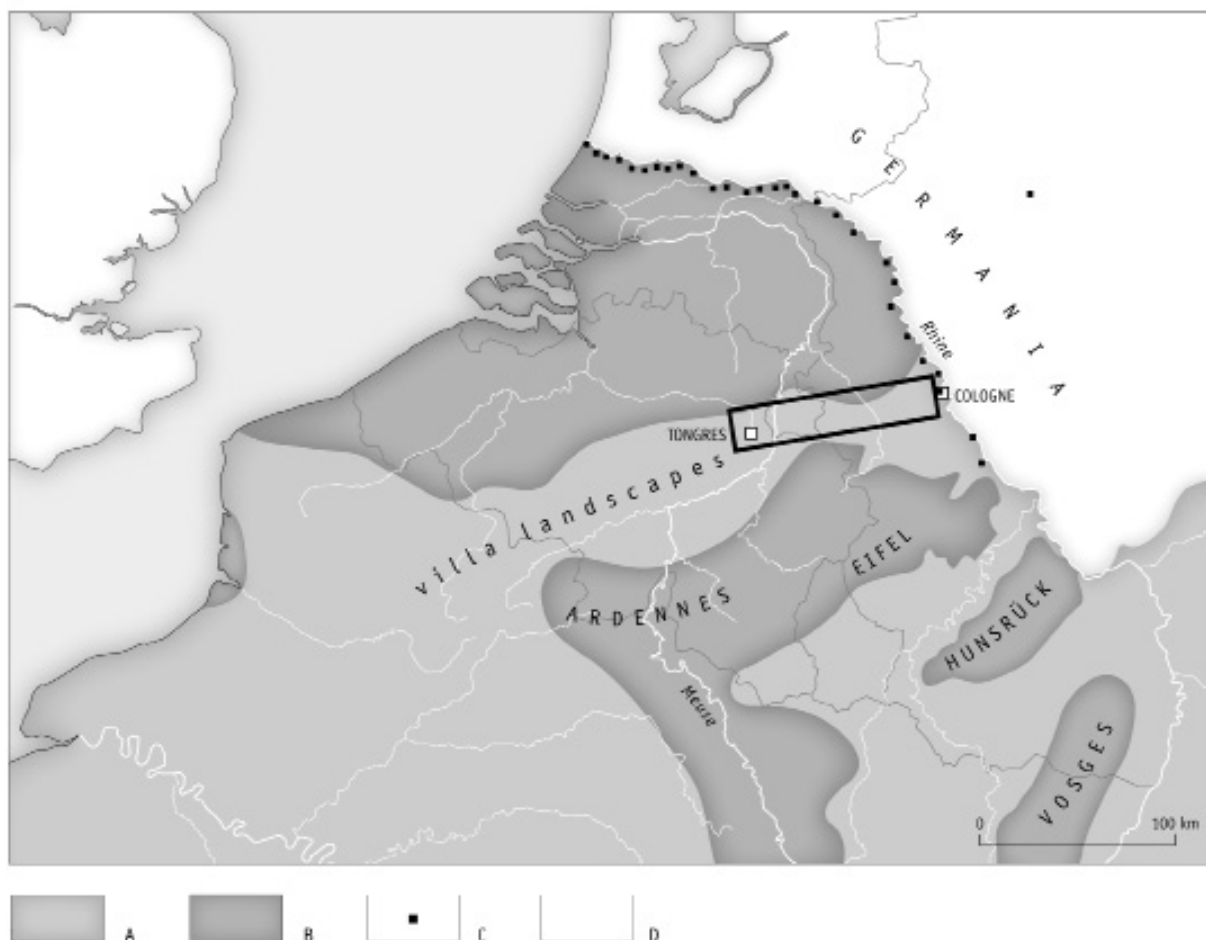 GERMANIA
Rhine
COLOGNE
TONGRES
villa landscapes
EIFEL
ARDENNES
HUNSRÜCK
Meuse
VOSGES
0 100 km
A B C D